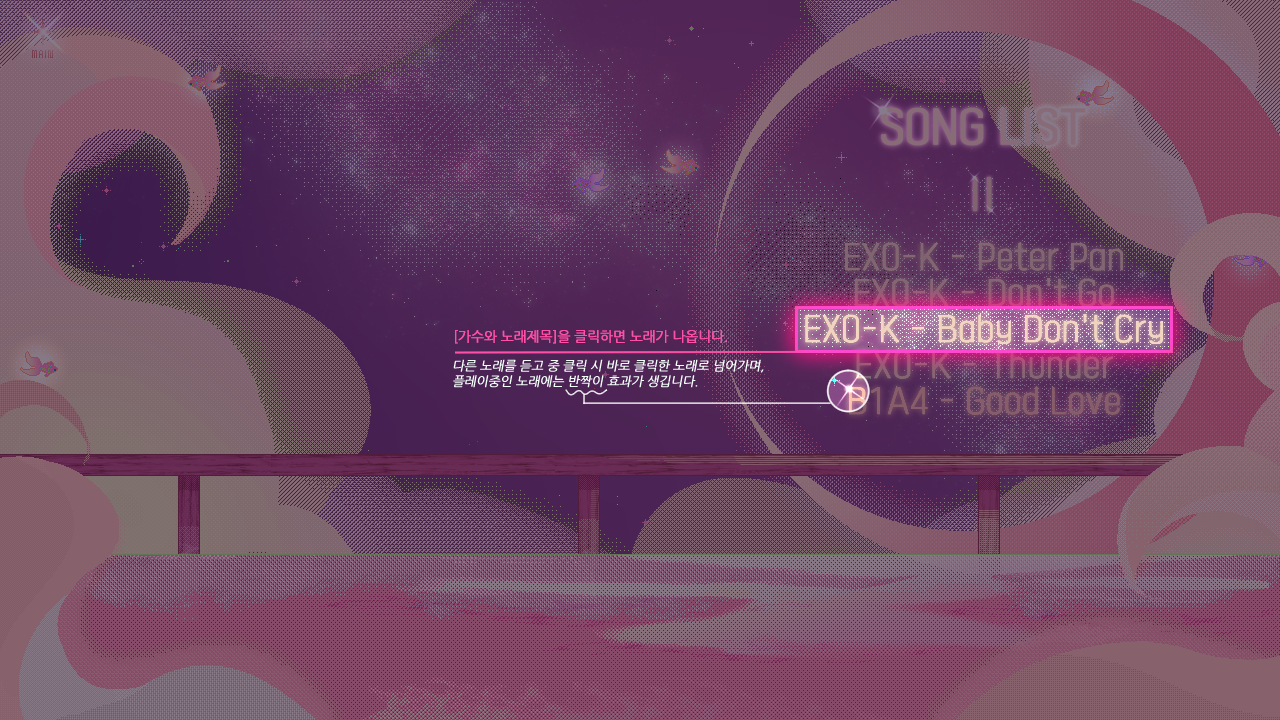 MAIN
SONG LIST
II
EXO-K - Peter Pan
EXO-K - Don't Go
EXO-K - Baby Don't Cry
EXO-K - Thunder
B1A4 - Good Love
[가수와 노래제목]을 클릭하면 노래가 나옵니다.
다른 노래를 듣고 중 클릭 시 바로 클릭한 노래로 넘어가며,
플레이중인 노래에는 반짝이 효과가 생깁니다.